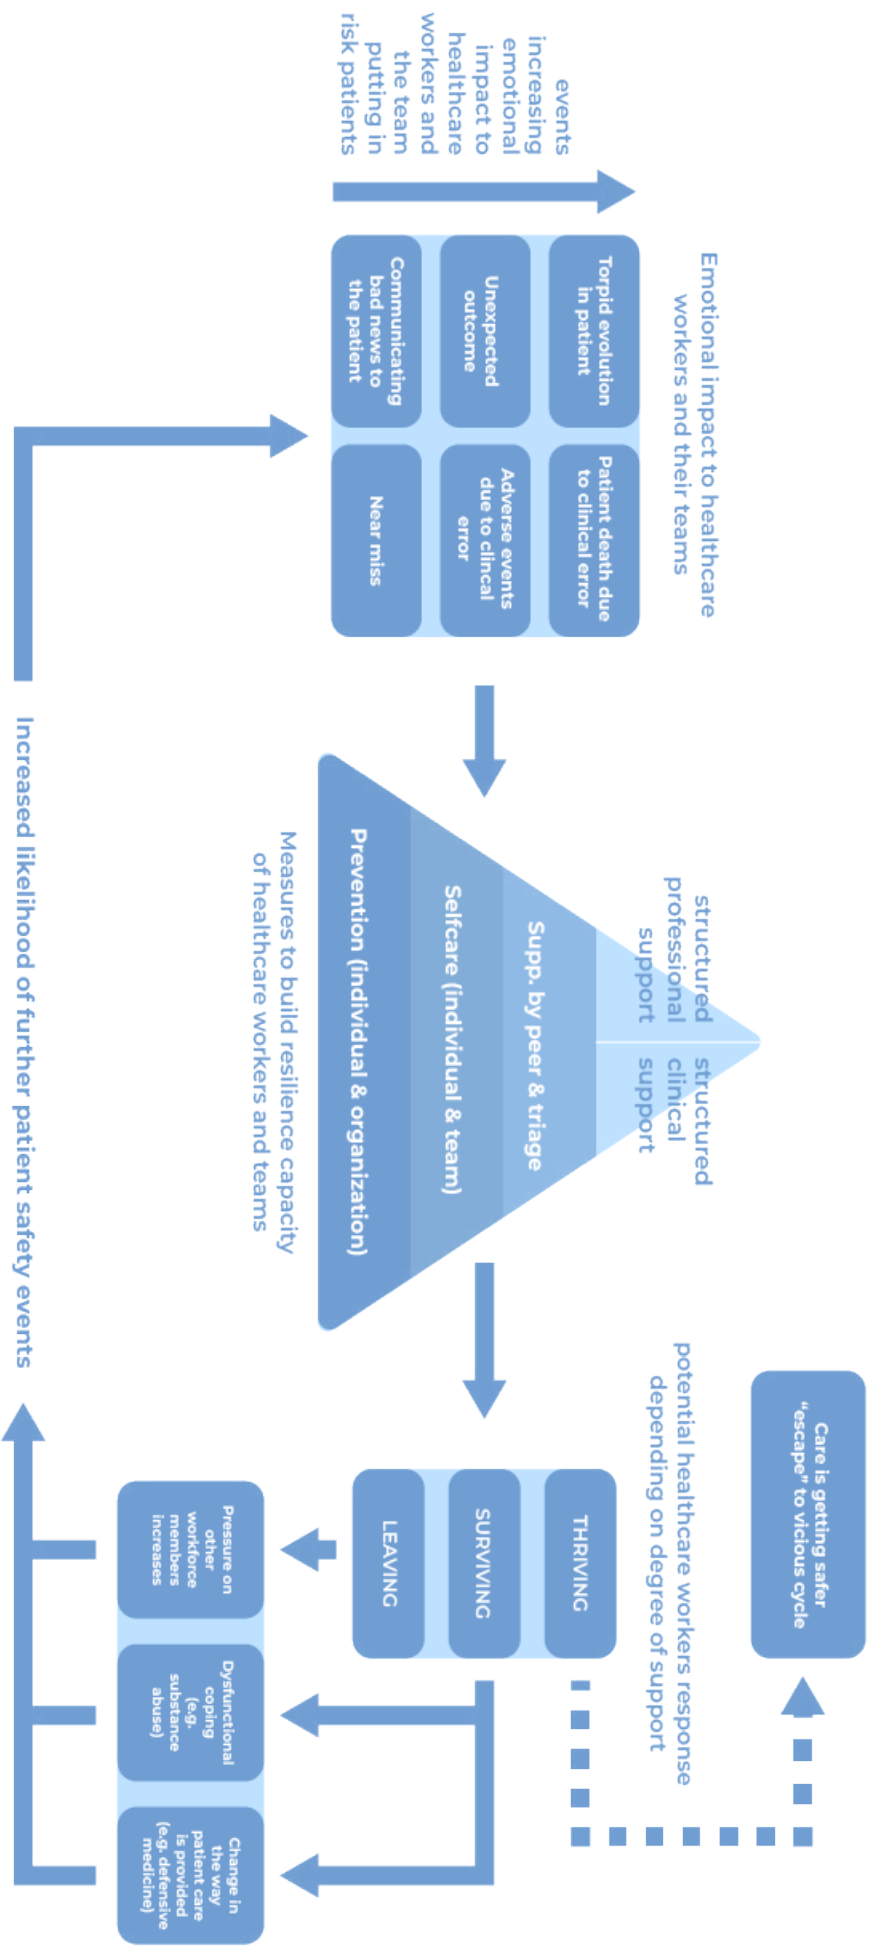 Emotional impact to healthcare
workers and their teams
events
increasing
emotional
impact to
healthcare
workers and
the team
putting in
risk patients
Torpid evolution
in patient
Patient death due
to clinical error
Unexpected
outcome
Adverse events
due to clincal
error
Communicating
bad news to
the patient
Near miss
structured
professional
support
structured
clinical
support
Supp. by peer & triage
Selfcare (individual & team)
Prevention (individual & organization)
Measures to build resilience capacity
of healthcare workers and teams
Care is getting safer
“escape” to vicious cycle
potential healthcare workers response
depending on degree of support
THRIVING
SURVIVING
LEAVING
Pressure on
other
workforce
members
increases
Dysfunctional
coping
(e.g.
substance
abuse)
Change in
the way
patient care
is provided
(e.g. defensive
medicine)
Increased likelihood of further patient safety events